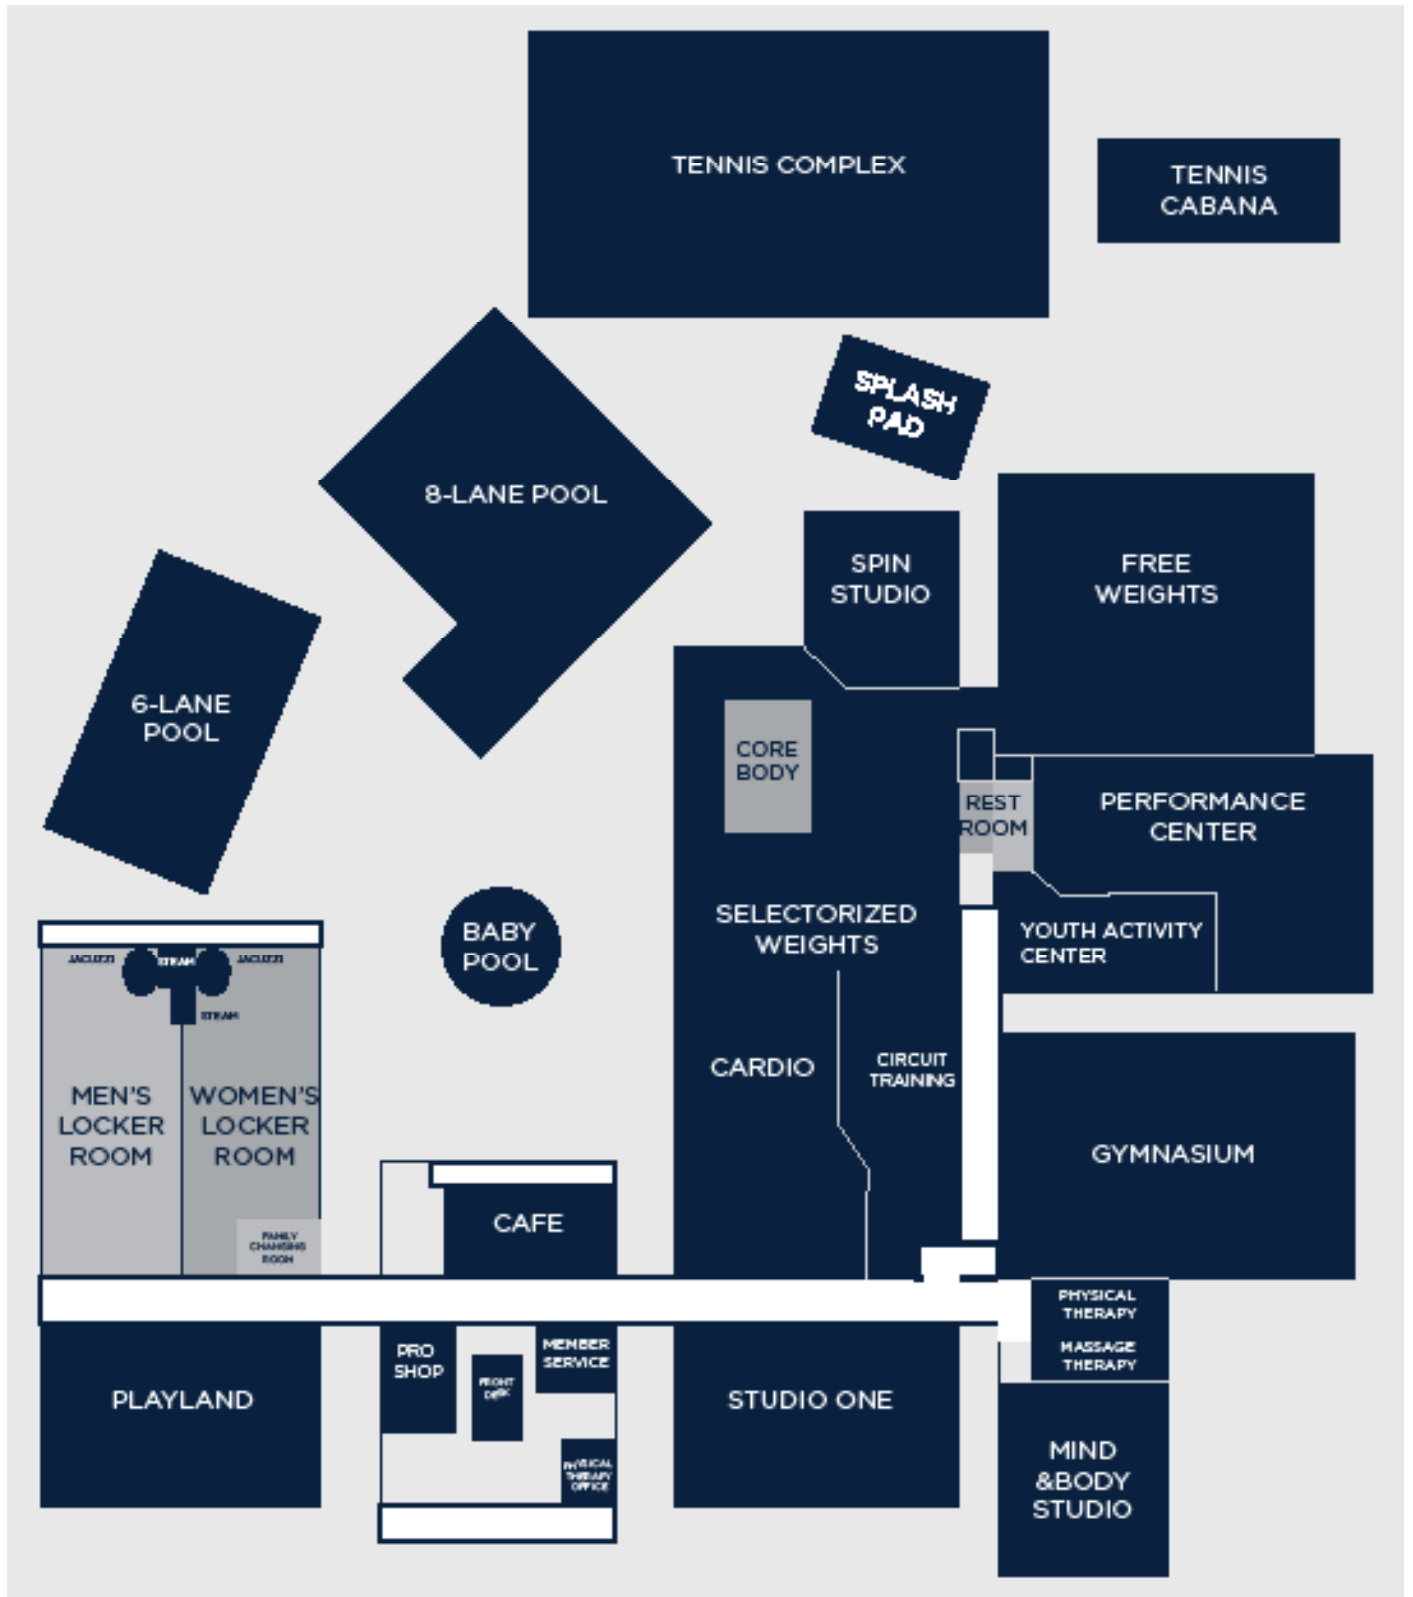 TENNIS COMPLEX
TENNIS
CABANA
SPLASH
PAD
8-LANE POOL
SPIN
STUDIO
FREE
WEIGHTS
6-LANE
POOL
CORE
BODY
REST
ROOM
PERFORMANCE
CENTER
SELECTORIZED
WEIGHTS
BABY
POOL
YOUTH ACTIVITY
CENTER
JACUZZI
STEAM
JACUZZI
STEAM
CARDIO
CIRCUIT
TRAINING
MEN'S
LOCKER
ROOM
WOMEN'S
LOCKER
ROOM
GYMNASIUM
CAFE
FAMILY
CHANGING
ROOM
PHYSICAL
THERAPY
MASSAGE
THERAPY
PRO
SHOP
MEMBER
SERVICE
FRONT
DESK
PLAYLAND
STUDIO ONE
PHYSICAL
THERAPY
OFFICE
MIND
&BODY
STUDIO